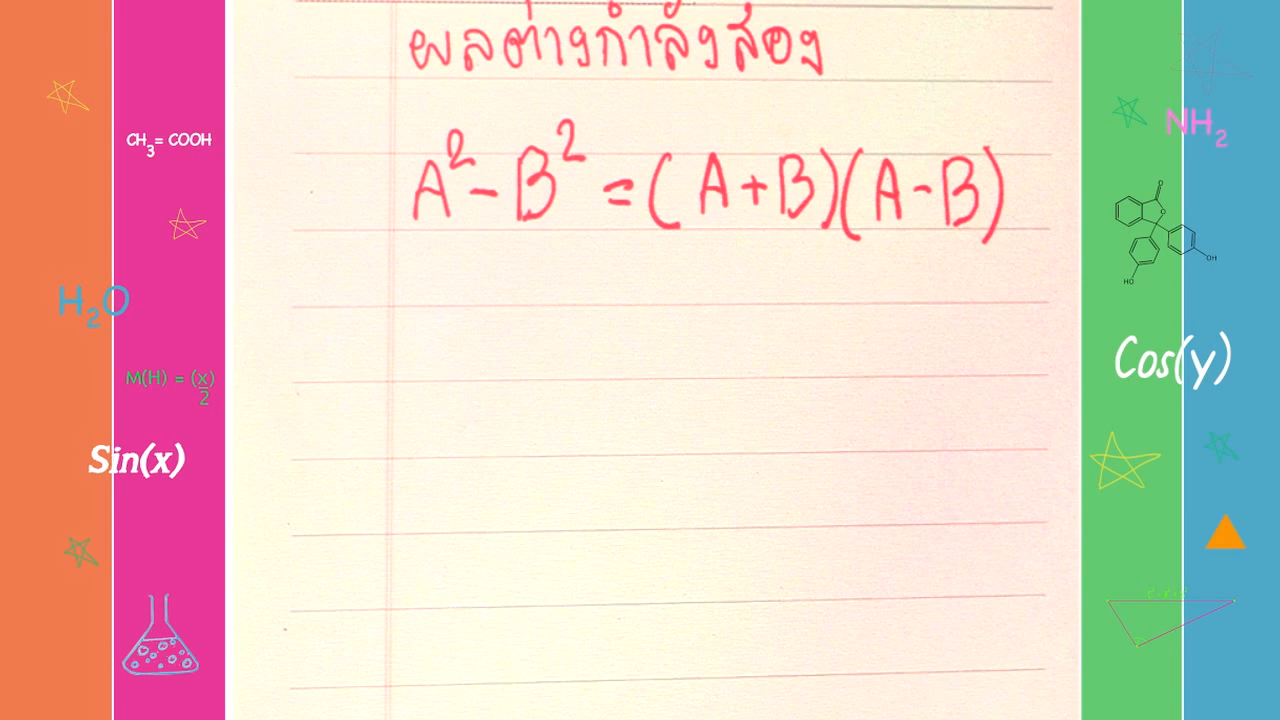 ผลต่างกำลังสอง
A² - B² = (A + B)(A - B)
CH₃= COOH
H₂O
M(H) = (x)
2
Sin(x)
NH₂
O
O
OH
HO
Cos(y)